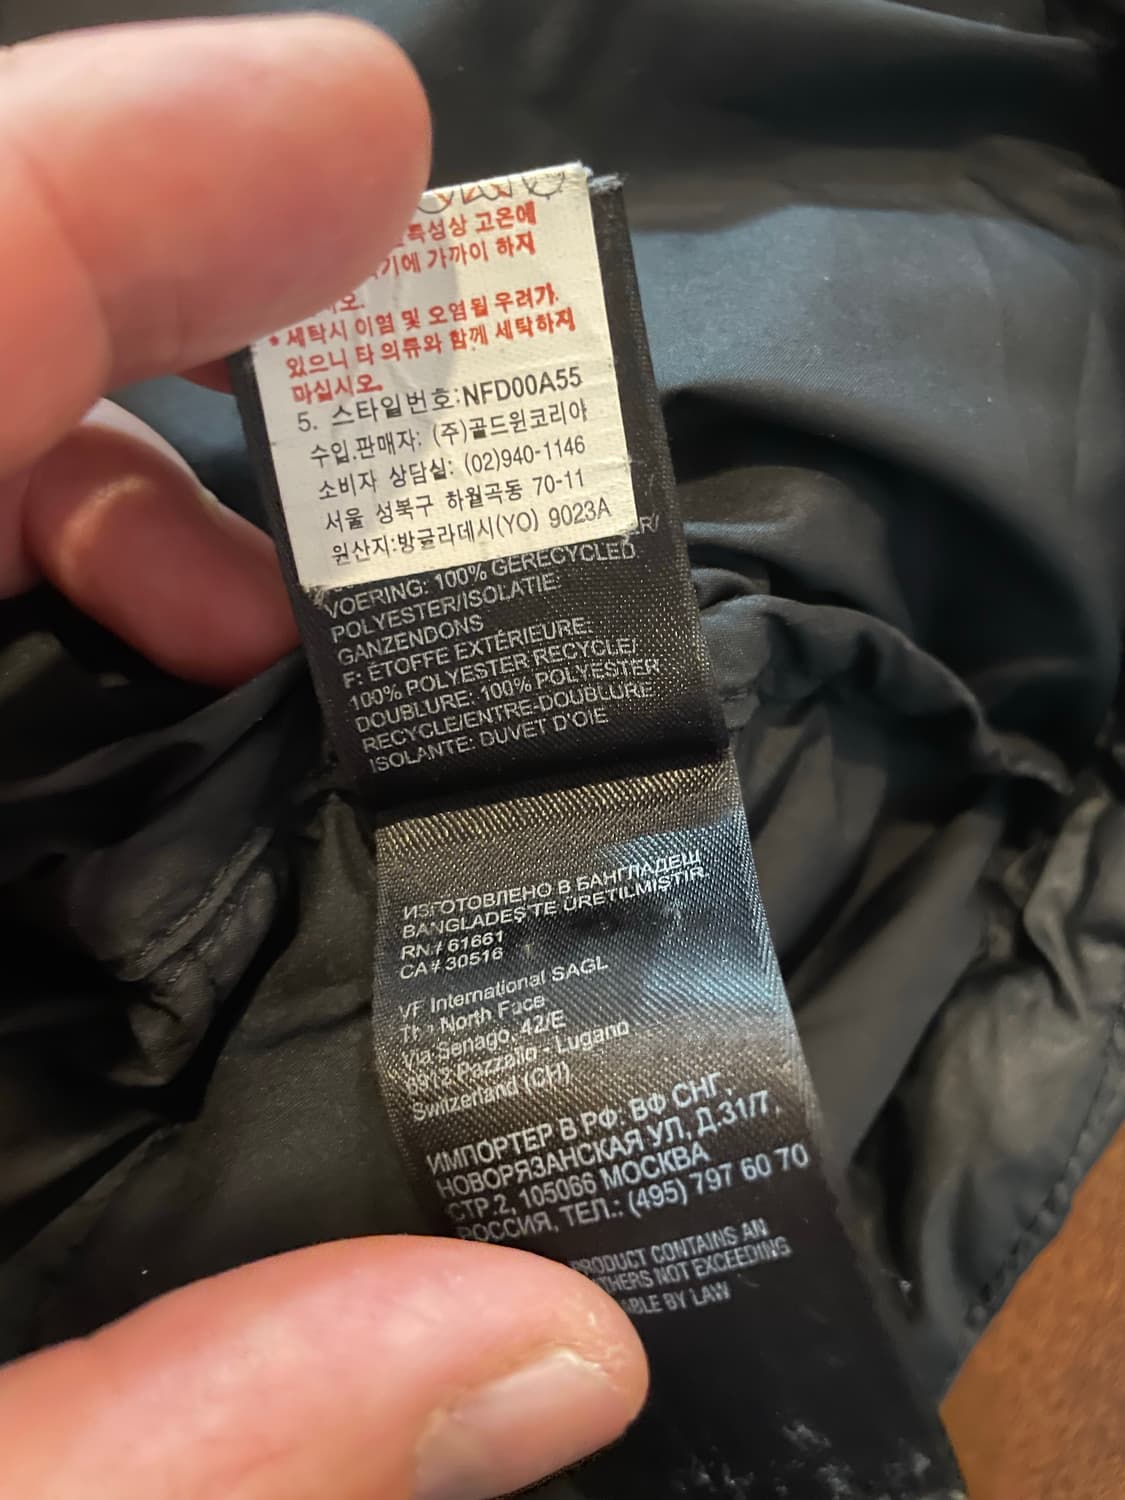 특성상 고온에
기에 가까이 하지
오.
* 세탁시 이염 및 오염될 우려가
있으니 타 의류와 함께 세탁하지
마십시오.
5. 스타일번호:NFD00A55
수입.판매자: (주)골드윈코리아
소비자 상담실: (02)940-1146
서울 성북구 하월곡동 70-11
원산지:방글라데시(YO) 9023A
ER/
VOERING: 100% GERECYCLED
POLYESTER/ISOLATIE:
GANZENDONS
F: ÉTOFFE EXTÉRIEURE:
100% POLYESTER RECYCLE/
DOUBLURE: 100% POLYESTER
RECYCLE/ENTRE-DOUBLURE
ISOLANTE: DUVET D'OIE
ИЗГОТОВЛЕНО В БАНГЛАДЕШ
BANGLADEŞ'TE ÜRETİLMİŞTİR
RN# 61661
CA# 30516
VF International SAGL
The North Face
Via Senago, 42/E
6912 Pazzallo - Lugano
Switzerland (CH)
ИМПОРТЕР В РФ: ВФ СНГ,
НОВОРЯЗАНСКАЯ УЛ, Д.31/7,
СТР.2, 105066 МОСКВА
РОССИЯ, ТЕЛ.: (495) 797 60 70
PRODUCT CONTAINS AN
THERS NOT EXCEEDING
ABLE BY LAW